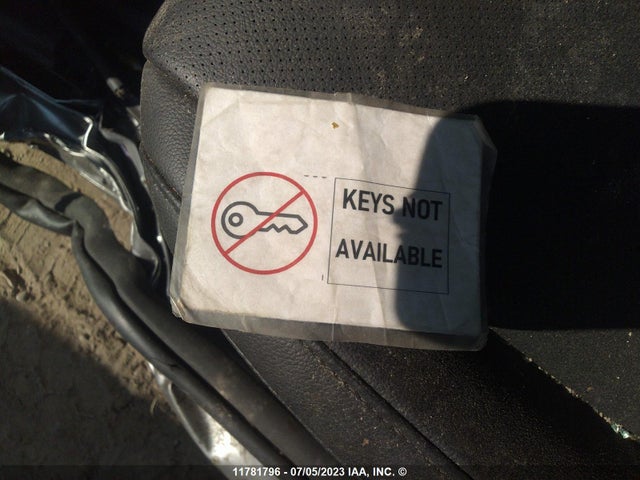 KEYS NOT
AVAILABLE
11781796 - 07/05/2023 IAA, INC. ©